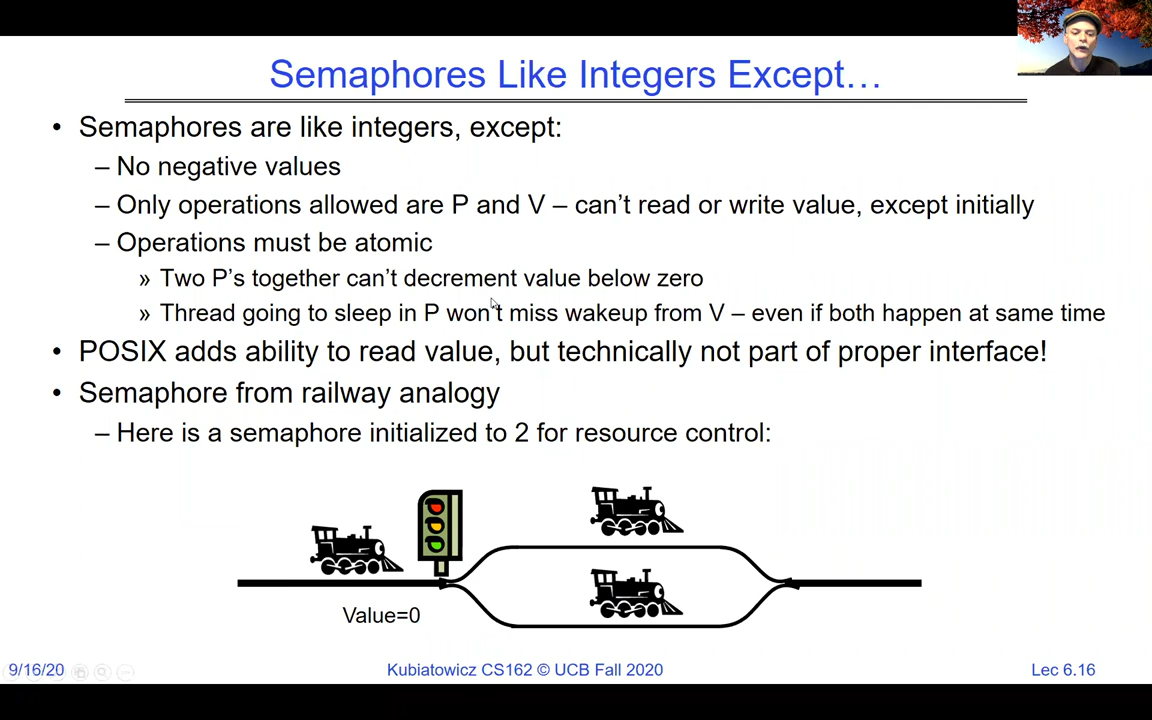 Semaphores Like Integers Except…
• Semaphores are like integers, except:
– No negative values
– Only operations allowed are P and V – can't read or write value, except initially
– Operations must be atomic
» Two P's together can't decrement value below zero
» Thread going to sleep in P won't miss wakeup from V – even if both happen at same time
• POSIX adds ability to read value, but technically not part of proper interface!
• Semaphore from railway analogy
– Here is a semaphore initialized to 2 for resource control:
Value=0
9/16/20
Kubiatowicz CS162 © UCB Fall 2020
Lec 6.16